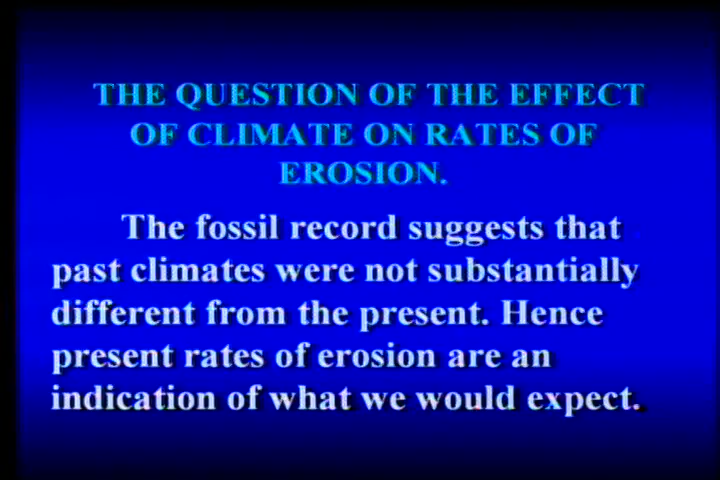 THE QUESTION OF THE EFFECT
OF CLIMATE ON RATES OF
EROSION.
The fossil record suggests that
past climates were not substantially
different from the present. Hence
present rates of erosion are an
indication of what we would expect.